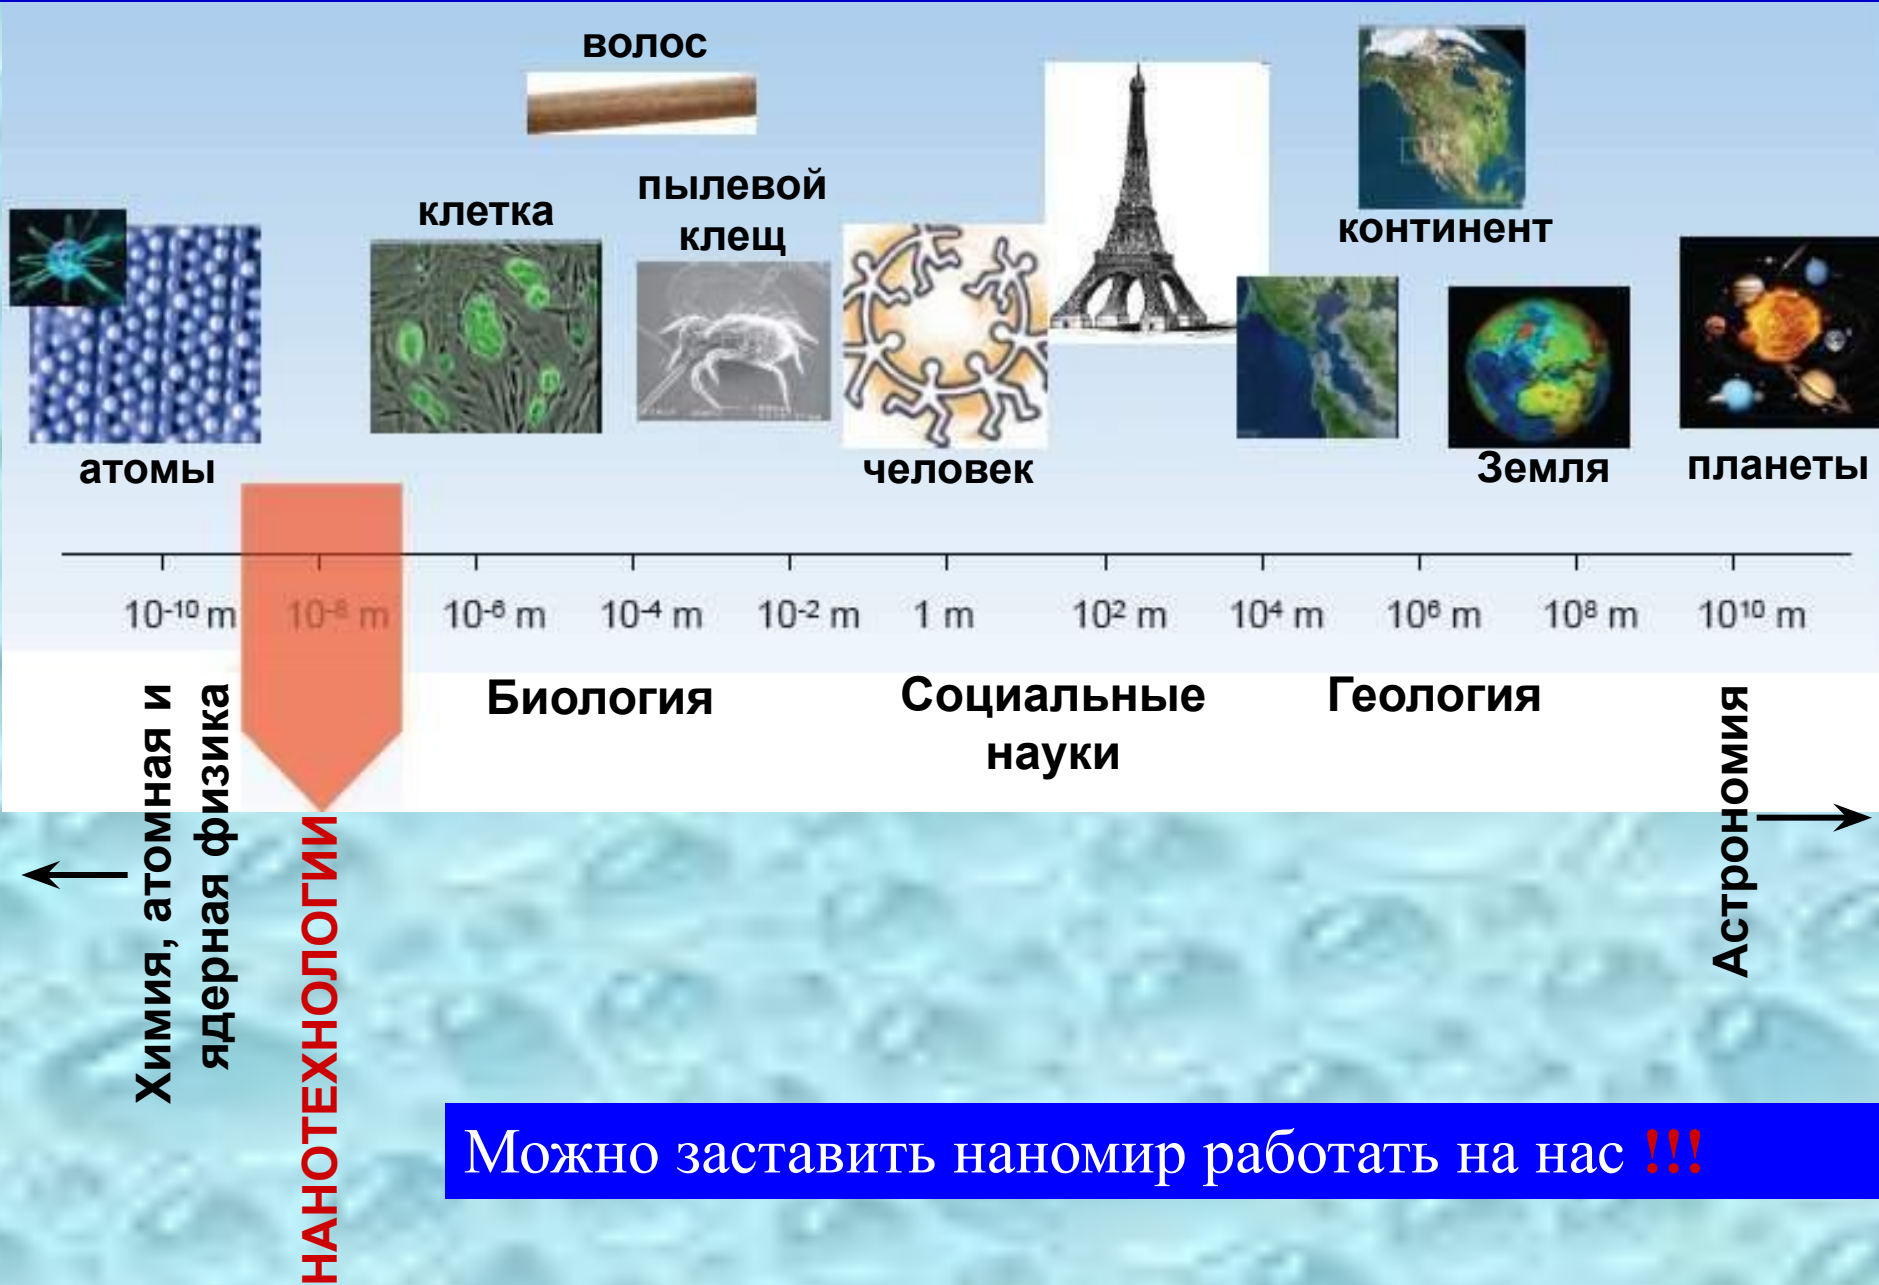 волос
пылевой
клещ
клетка
континент
атомы
человек
Земля
планеты
10⁻¹⁰ m 10⁻⁸ m 10⁻⁶ m 10⁻⁴ m 10⁻² m 1 m 10² m 10⁴ m 10⁶ m 10⁸ m 10¹⁰ m
Химия, атомная и
ядерная физика
НАНОТЕХНОЛОГИИ
Биология
Социальные
науки
Геология
Астрономия
Можно заставить наномир работать на нас !!!